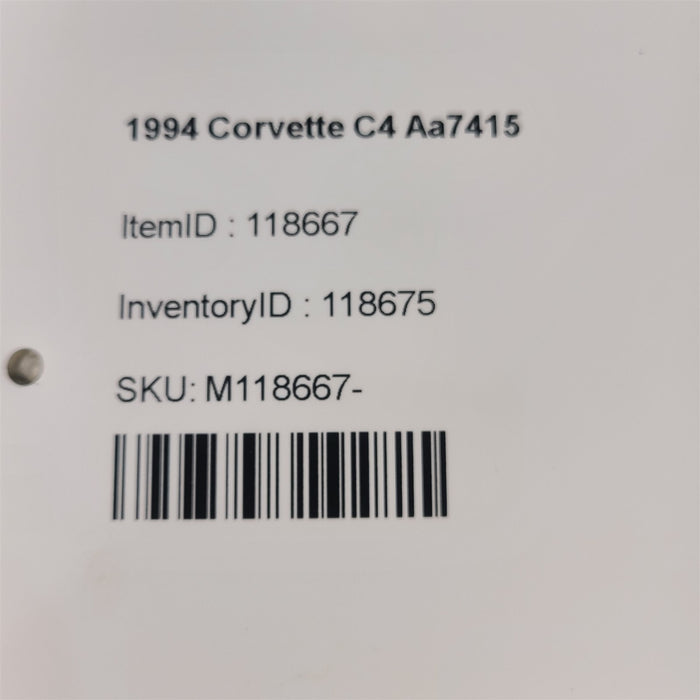 1994 Corvette C4 Aa7415
ItemID : 118667
InventoryID : 118675
SKU: M118667-